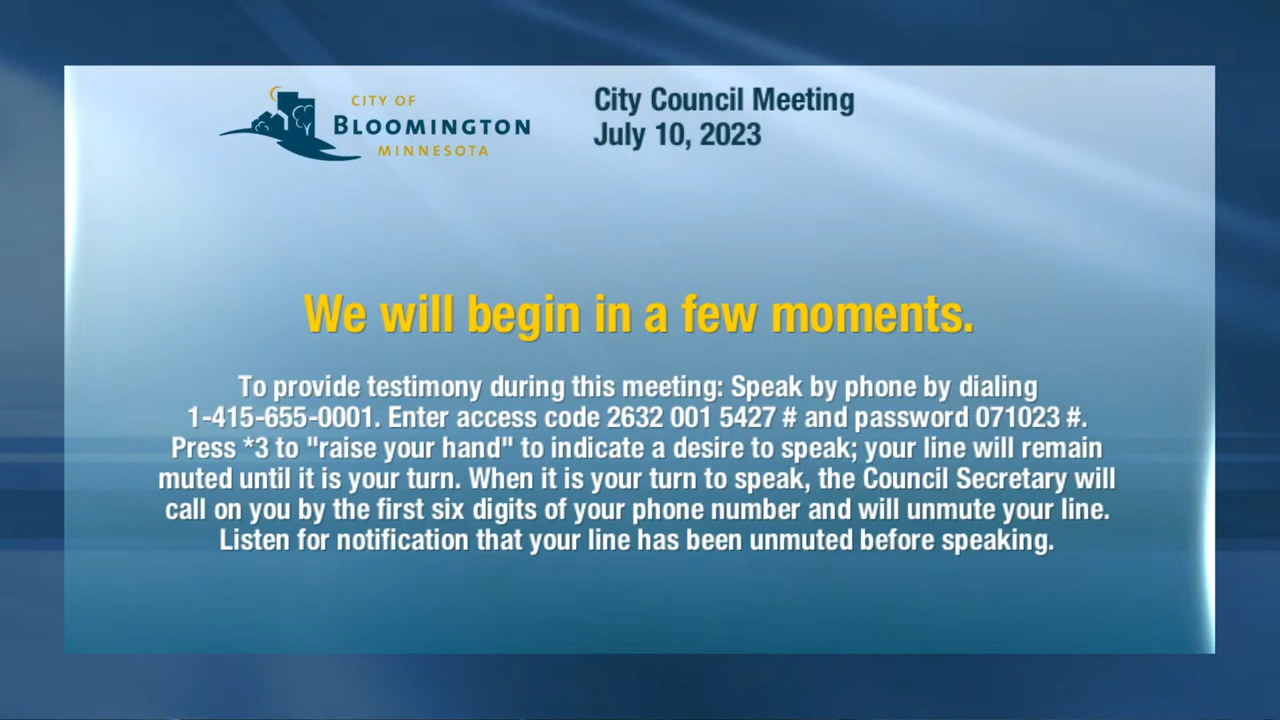 CITY OF
BLOOMINGTON
MINNESOTA
City Council Meeting
July 10, 2023
We will begin in a few moments.
To provide testimony during this meeting: Speak by phone by dialing
1-415-655-0001. Enter access code 2632 001 5427 # and password 071023 #.
Press *3 to "raise your hand" to indicate a desire to speak; your line will remain
muted until it is your turn. When it is your turn to speak, the Council Secretary will
call on you by the first six digits of your phone number and will unmute your line.
Listen for notification that your line has been unmuted before speaking.